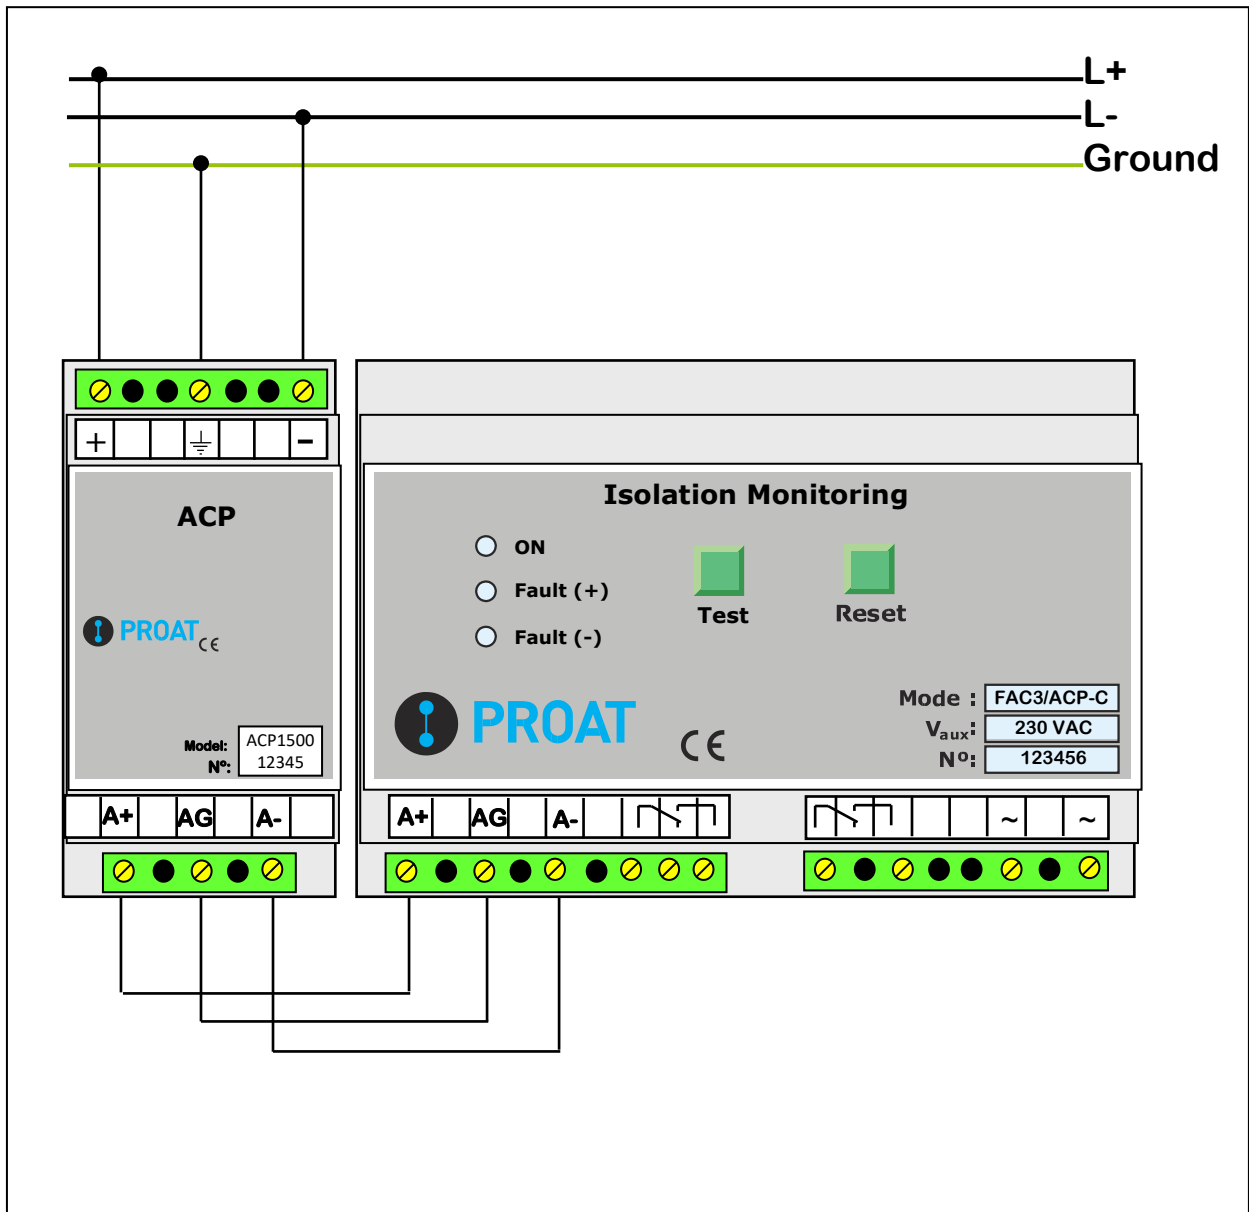 L+
L-
Ground
+ -
ACP
PROAT CE
Model: ACP1500
Nº: 12345
A+ AG A-
Isolation Monitoring
ON
Fault (+)
Fault (-)
Test
Reset
PROAT CE
Mode : FAC3/ACP-C
Vaux: 230 VAC
Nº: 123456
A+ AG A-
~ ~